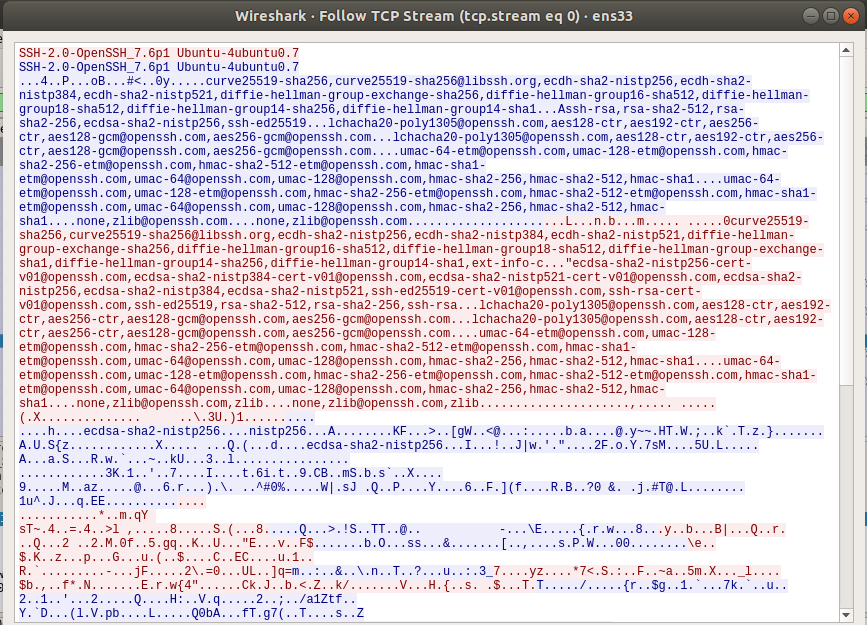 Wireshark · Follow TCP Stream (tcp.stream eq 0) · ens33
SSH-2.0-OpenSSH_7.6p1 Ubuntu-4ubuntu0.7
SSH-2.0-OpenSSH_7.6p1 Ubuntu-4ubuntu0.7
...4..P...oB...#<..0y.....curve25519-sha256,curve25519-sha256@libssh.org,ecdh-sha2-nistp256,ecdh-sha2-
nistp384,ecdh-sha2-nistp521,diffie-hellman-group-exchange-sha256,diffie-hellman-group16-sha512,diffie-hellman-
group18-sha512,diffie-hellman-group14-sha256,diffie-hellman-group14-sha1...Assh-rsa,rsa-sha2-512,rsa-
sha2-256,ecdsa-sha2-nistp256,ssh-ed25519...lchacha20-poly1305@openssh.com,aes128-ctr,aes192-ctr,aes256-
ctr,aes128-gcm@openssh.com,aes256-gcm@openssh.com...lchacha20-poly1305@openssh.com,aes128-ctr,aes192-ctr,aes256-
ctr,aes128-gcm@openssh.com,aes256-gcm@openssh.com....umac-64-etm@openssh.com,umac-128-etm@openssh.com,hmac-
sha2-256-etm@openssh.com,hmac-sha2-512-etm@openssh.com,hmac-sha1-
etm@openssh.com,umac-64@openssh.com,umac-128@openssh.com,hmac-sha2-256,hmac-sha2-512,hmac-sha1....umac-64-
etm@openssh.com,umac-128-etm@openssh.com,hmac-sha2-256-etm@openssh.com,hmac-sha2-512-etm@openssh.com,hmac-sha1-
etm@openssh.com,umac-64@openssh.com,umac-128@openssh.com,hmac-sha2-256,hmac-sha2-512,hmac-
sha1....none,zlib@openssh.com....none,zlib@openssh.com.......................L...n.b...m..... .....0curve25519-
sha256,curve25519-sha256@libssh.org,ecdh-sha2-nistp256,ecdh-sha2-nistp384,ecdh-sha2-nistp521,diffie-hellman-
group-exchange-sha256,diffie-hellman-group16-sha512,diffie-hellman-group18-sha512,diffie-hellman-group-exchange-
sha1,diffie-hellman-group14-sha256,diffie-hellman-group14-sha1,ext-info-c..."ecdsa-sha2-nistp256-cert-
v01@openssh.com,ecdsa-sha2-nistp384-cert-v01@openssh.com,ecdsa-sha2-nistp521-cert-v01@openssh.com,ecdsa-sha2-
nistp256,ecdsa-sha2-nistp384,ecdsa-sha2-nistp521,ssh-ed25519-cert-v01@openssh.com,ssh-rsa-cert-
v01@openssh.com,ssh-ed25519,rsa-sha2-512,rsa-sha2-256,ssh-rsa...lchacha20-poly1305@openssh.com,aes128-ctr,aes192-
ctr,aes256-ctr,aes128-gcm@openssh.com,aes256-gcm@openssh.com...lchacha20-poly1305@openssh.com,aes128-ctr,aes192-
ctr,aes256-ctr,aes128-gcm@openssh.com,aes256-gcm@openssh.com....umac-64-etm@openssh.com,umac-128-
etm@openssh.com,hmac-sha2-256-etm@openssh.com,hmac-sha2-512-etm@openssh.com,hmac-sha1-
etm@openssh.com,umac-64@openssh.com,umac-128@openssh.com,hmac-sha2-256,hmac-sha2-512,hmac-sha1....umac-64-
etm@openssh.com,umac-128-etm@openssh.com,hmac-sha2-256-etm@openssh.com,hmac-sha2-512-etm@openssh.com,hmac-sha1-
etm@openssh.com,umac-64@openssh.com,umac-128@openssh.com,hmac-sha2-256,hmac-sha2-512,hmac-
sha1....none,zlib@openssh.com,zlib....none,zlib@openssh.com,zlib.....................,..... .....
(.X.............. ..\.3U.)1..........
....h....ecdsa-sha2-nistp256....nistp256...A.........KF...>..[gW..<@...:.....b.a....@.y~~.HT.W.;..k`.T.z.}.......
A.U.S{z............X..... ...Q.(...d....ecdsa-sha2-nistp256...I...!..J|w.'."....2F.o.Y.7sM....5U.L.....
A...a.S...R.w.`...~..kU...3..l................
............3K.1..'..7....I....t.6i.t..9.CB..mS.b.s`..X....
9.....M..az.....@...6.r...).\. ..^#0%.....W|.sJ .Q..P....Y....6..F.](f....R.B..?0 &. .j.#T@.L........
1u^.J...q.EE..............
...........*..m.qY
sT~.4..=.4..>l ,.....8.....S.(...8.....Q...>.!S..TT..@.. -...\E.....{.r.w...8...y..b...B|...Q..r.
..Q...2 ..2.M.0f..5.gq..K..U..."E...v..F$.......b.O...ss...&.......[..,....s.P.W...00........\e..
$.K..z...p...G...u.(..$....C..EC....u.1..